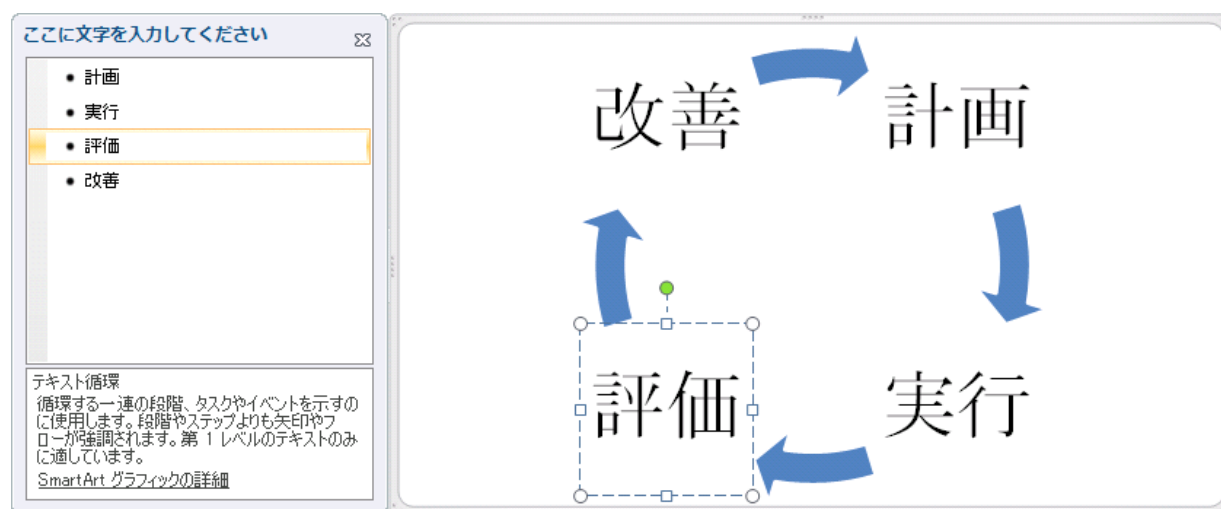 ここに文字を入力してください
計画
実行
評価
改善
テキスト循環
循環する一連の段階、タスクやイベントを示すの
に使用します。段階やステップよりも矢印やフ
ローが強調されます。第 1 レベルのテキストのみ
に適しています。
SmartArt グラフィックの詳細
改善
計画
評価
実行